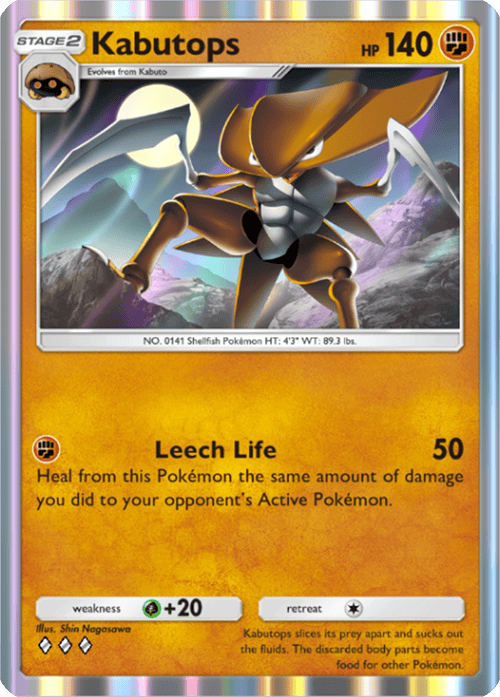 STAGE2 Kabutops HP 140
Evolves from Kabuto
NO. 0141 Shellfish Pokémon HT: 4'3" WT: 89.3 lbs.
Leech Life 50
Heal from this Pokémon the same amount of damage
you did to your opponent's Active Pokémon.
weakness +20 retreat
Illus. Shin Nagasawa
Kabutops slices its prey apart and sucks out
the fluids. The discarded body parts become
food for other Pokémon.